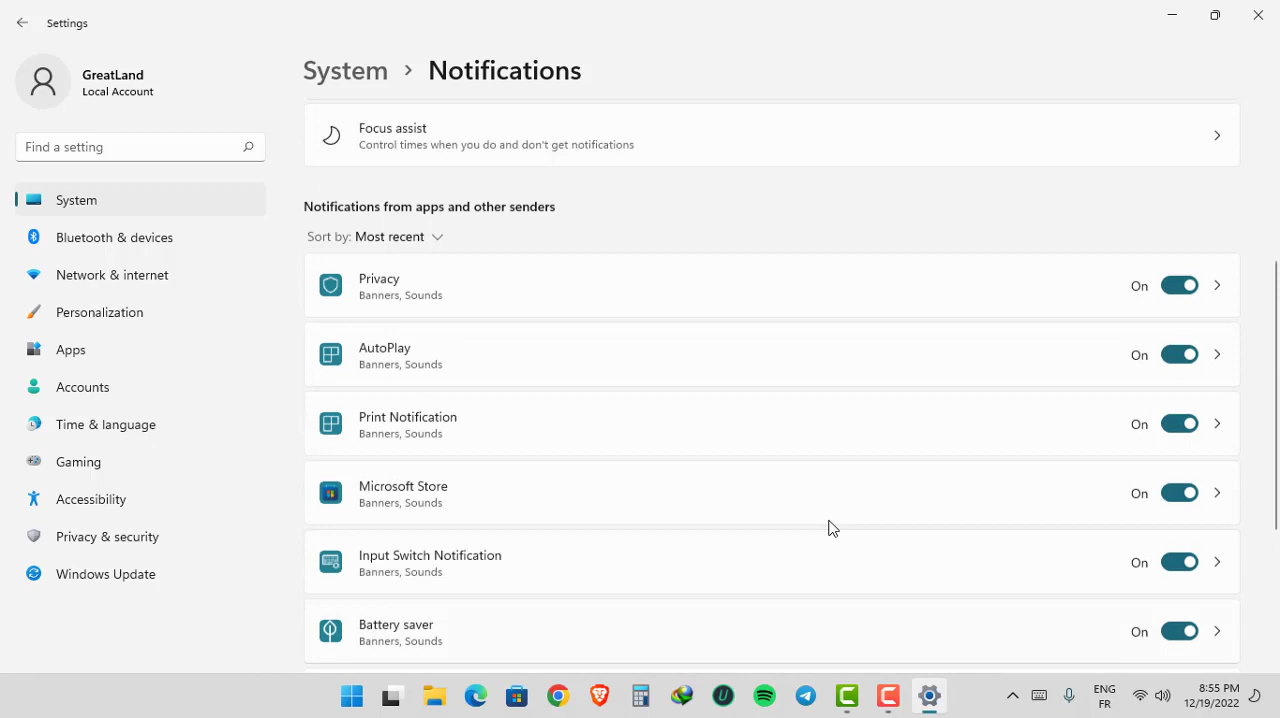 Settings
GreatLand
Local Account
Find a setting
System
Bluetooth & devices
Network & internet
Personalization
Apps
Accounts
Time & language
Gaming
Accessibility
Privacy & security
Windows Update
System > Notifications
Focus assist
Control times when you do and don't get notifications
Notifications from apps and other senders
Sort by: Most recent
Privacy
Banners, Sounds
On
AutoPlay
Banners, Sounds
On
Print Notification
Banners, Sounds
On
Microsoft Store
Banners, Sounds
On
Input Switch Notification
Banners, Sounds
On
Battery saver
Banners, Sounds
On
ENG
FR
8:55 PM
12/19/2022